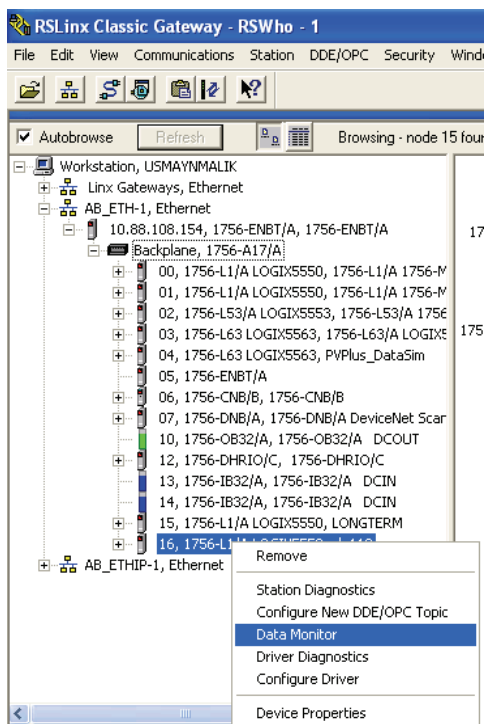 RSLinx Classic Gateway - RSWho - 1
File Edit View Communications Station DDE/OPC Security Wind
Autobrowse Refresh Browsing - node 15 four
Workstation, USMAYNMALIK
Linx Gateways, Ethernet
AB_ETH-1, Ethernet
10.88.108.154, 1756-ENBT/A, 1756-ENBT/A
17
Backplane, 1756-A17/A
00, 1756-L1/A LOGIX5550, 1756-L1/A 1756-M
01, 1756-L1/A LOGIX5550, 1756-L1/A 1756-M
02, 1756-L53/A LOGIX5553, 1756-L53/A 1756
03, 1756-L63 LOGIX5563, 1756-L63/A LOGIX5
175
04, 1756-L63 LOGIX5563, PVPlus_DataSim
05, 1756-ENBT/A
06, 1756-CNB/B, 1756-CNB/B
07, 1756-DNB/A, 1756-DNB/A DeviceNet Scar
10, 1756-OB32/A, 1756-OB32/A DCOUT
12, 1756-DHRIO/C, 1756-DHRIO/C
13, 1756-IB32/A, 1756-IB32/A DCIN
14, 1756-IB32/A, 1756-IB32/A DCIN
15, 1756-L1/A LOGIX5550, LONGTERM
16, 1756-L1/A LOGIX5550
AB_ETHIP-1, Ethernet
Remove
Station Diagnostics
Configure New DDE/OPC Topic
Data Monitor
Driver Diagnostics
Configure Driver
Device Properties